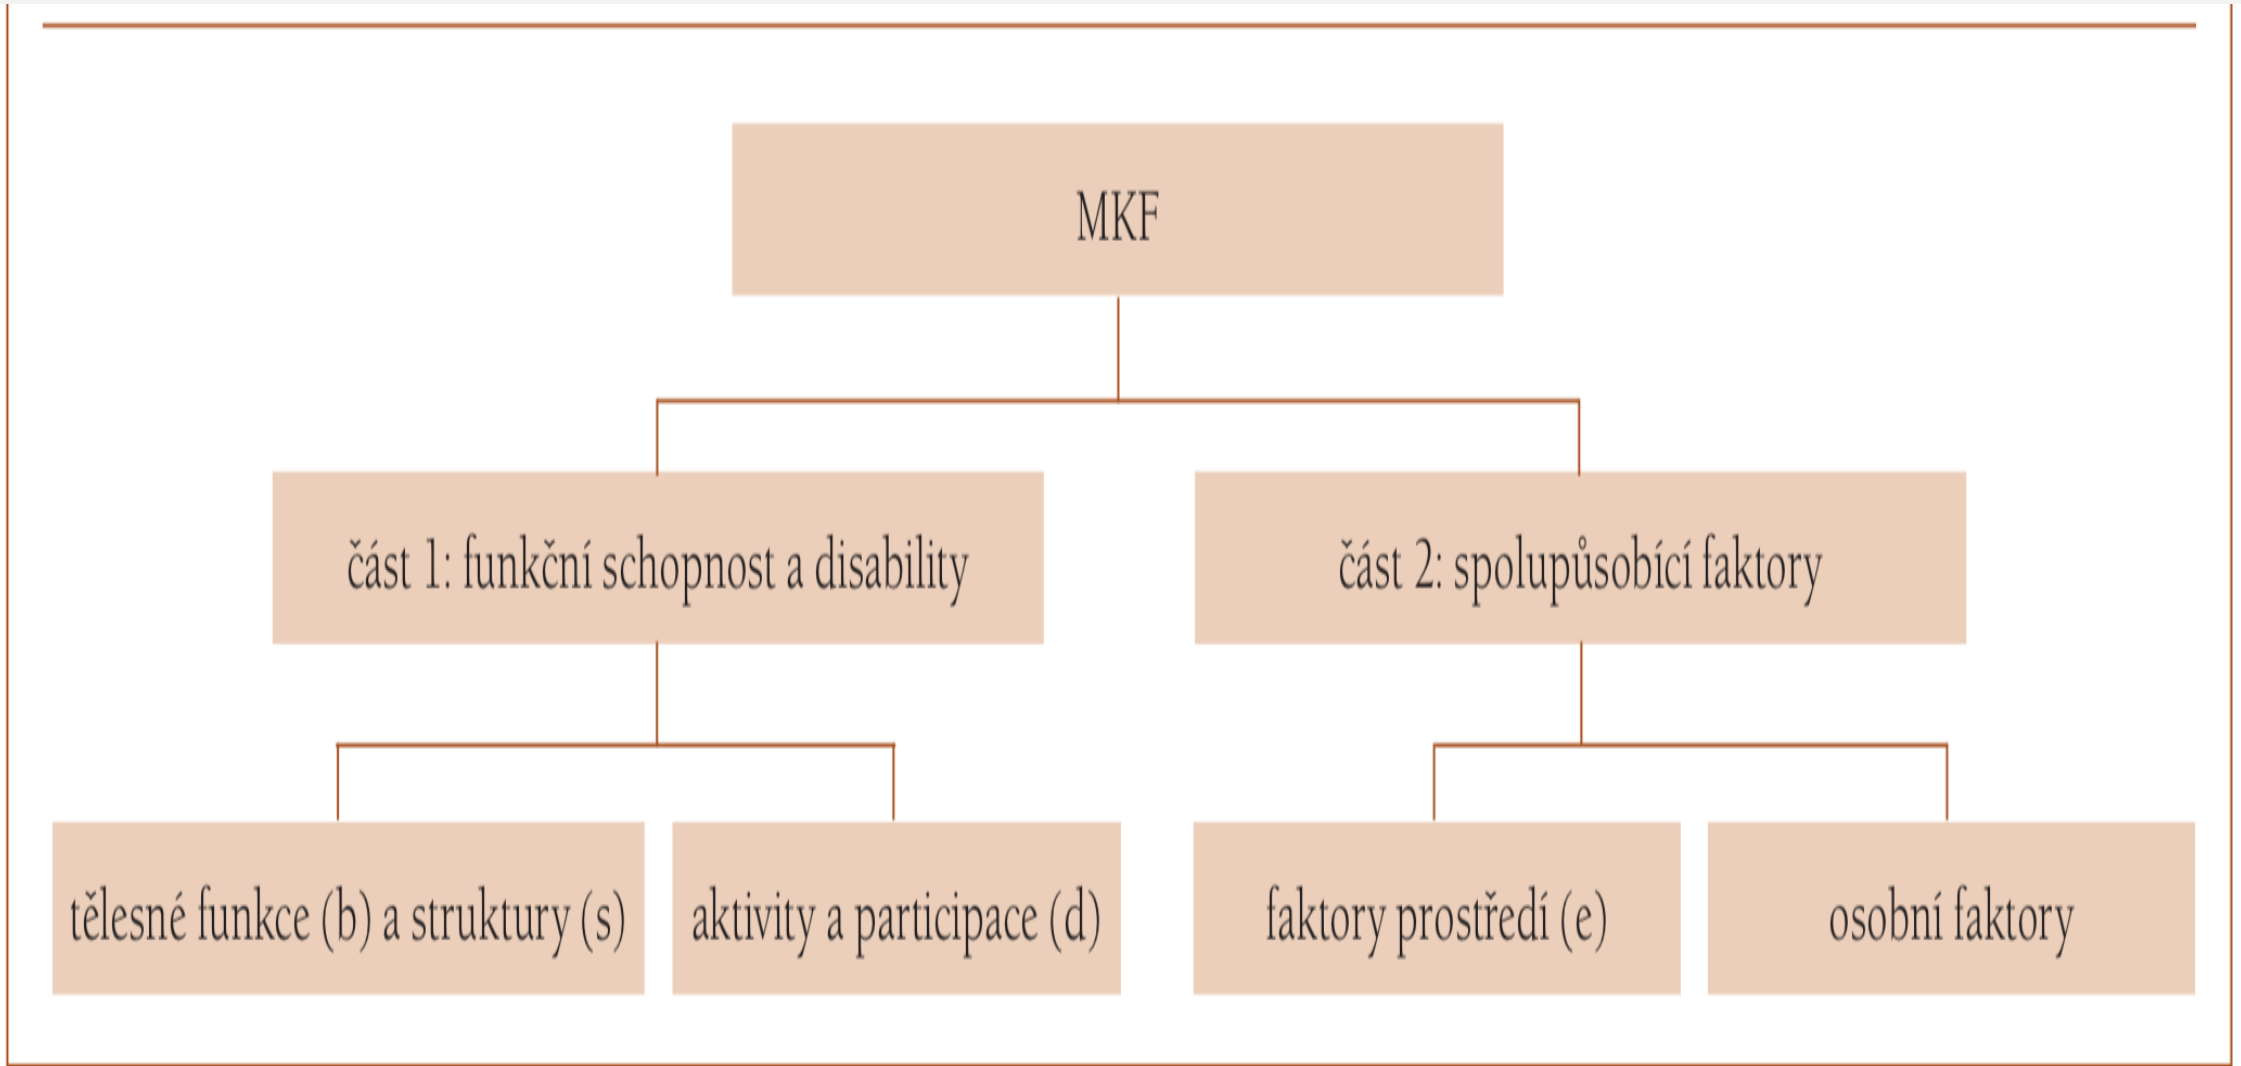 MKF
část 1: funkční schopnost a disability
část 2: spolupůsobící faktory
tělesné funkce (b) a struktury (s)
aktivity a participace (d)
faktory prostředí (e)
osobní faktory